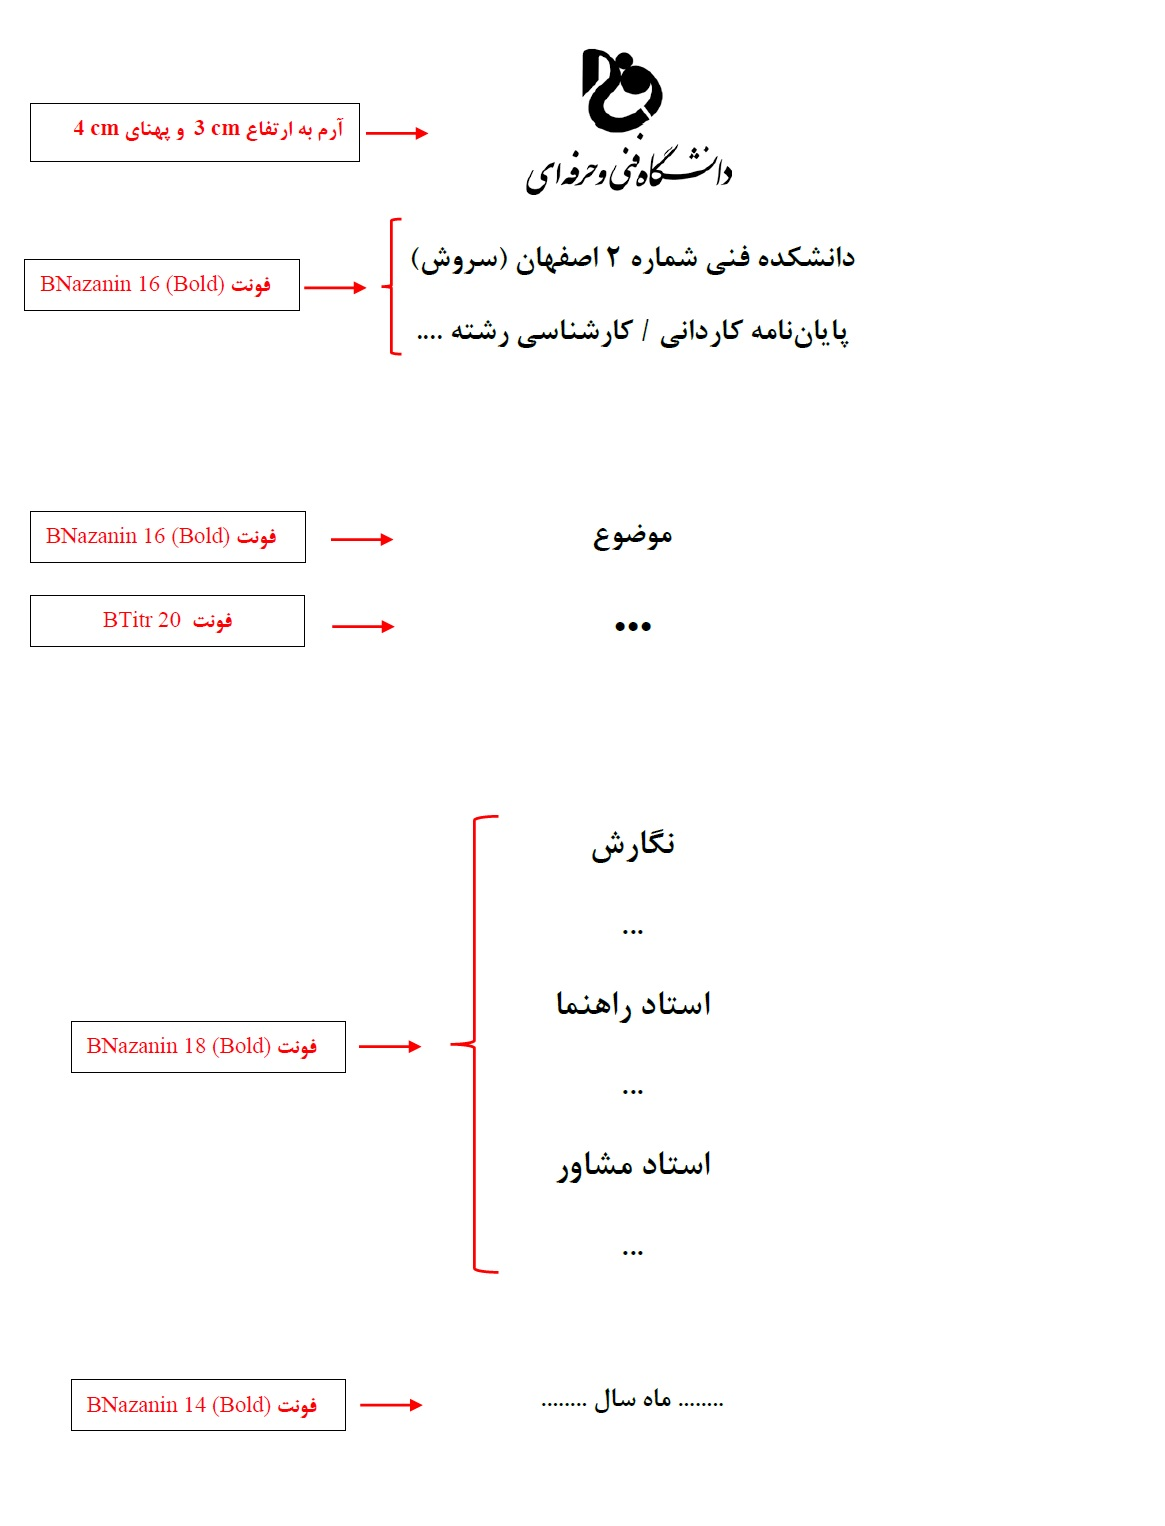 دانشگاه فنی و حرفه ای
آرم به ارتفاع 3 cm و پهنای 4 cm
دانشکده فنی شماره ۲ اصفهان (سروش)
فونت BNazanin 16 (Bold)
پایان‌نامه کاردانی / کارشناسی رشته ....
موضوع
فونت BNazanin 16 (Bold)
...
فونت BTitr 20
نگارش
...
استاد راهنما
...
فونت BNazanin 18 (Bold)
استاد مشاور
...
........ ماه سال ........
فونت BNazanin 14 (Bold)